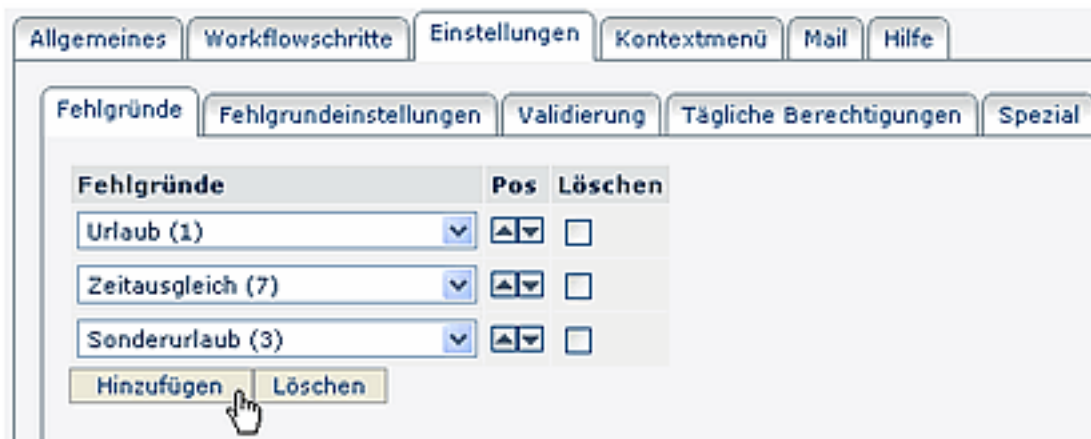 Allgemeines Workflowschritte Einstellungen Kontextmenü Mail Hilfe
Fehlgründe Fehlgrundeinstellungen Validierung Tägliche Berechtigungen Spezial
Fehlgründe Pos Löschen
Urlaub (1)
Zeitausgleich (7)
Sonderurlaub (3)
Hinzufügen Löschen